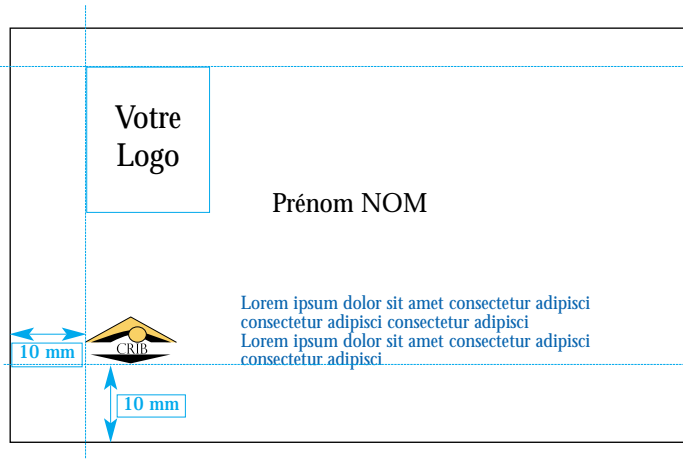 Votre
Logo
Prénom NOM
Lorem ipsum dolor sit amet consectetur adipisci
consectetur adipisci consectetur adipisci
Lorem ipsum dolor sit amet consectetur adipisci
consectetur adipisci
CRIB
10 mm
10 mm